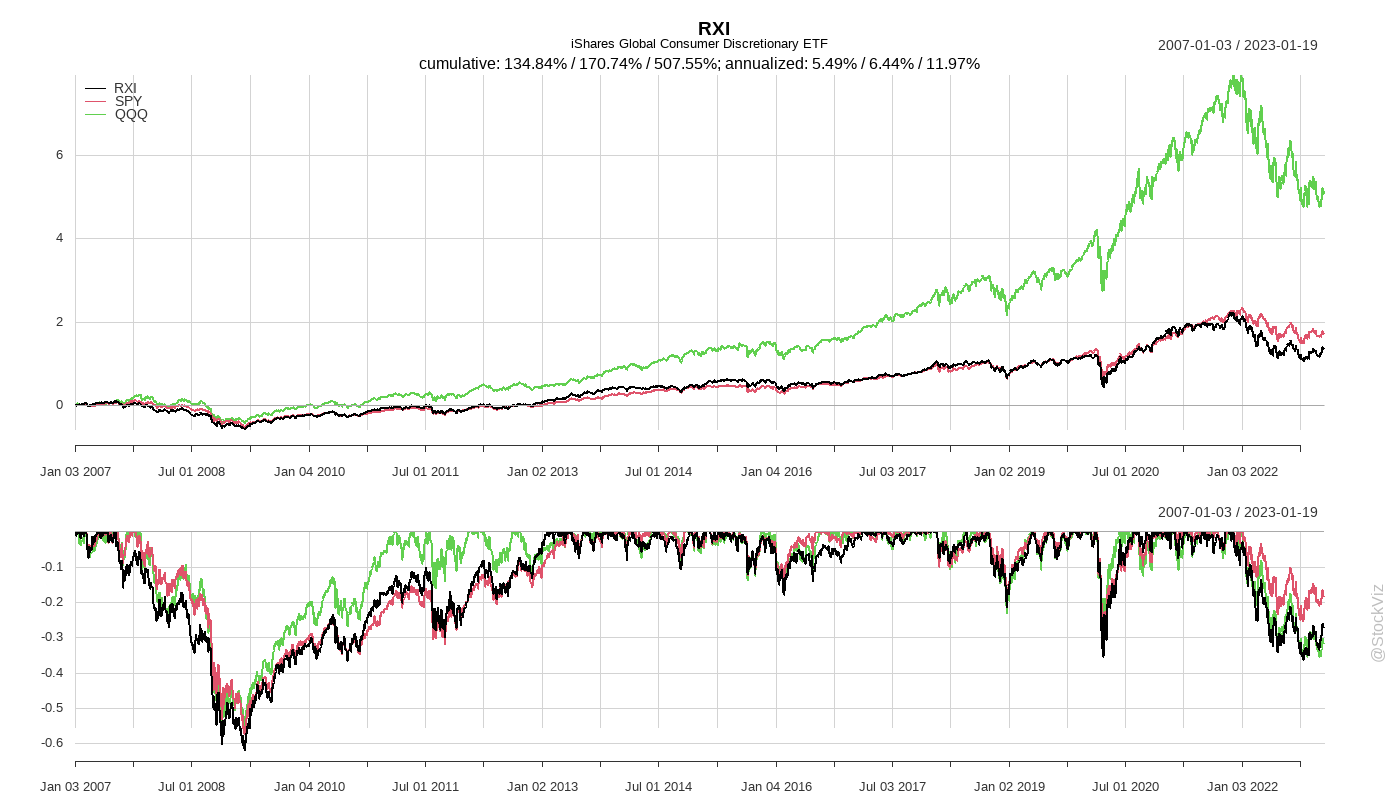 RXI
iShares Global Consumer Discretionary ETF
2007-01-03 / 2023-01-19
cumulative: 134.84% / 170.74% / 507.55%; annualized: 5.49% / 6.44% / 11.97%
RXI
SPY
QQQ
6
4
2
0
Jan 03 2007 Jul 01 2008 Jan 04 2010 Jul 01 2011 Jan 02 2013 Jul 01 2014 Jan 04 2016 Jul 03 2017 Jan 02 2019 Jul 01 2020 Jan 03 2022
2007-01-03 / 2023-01-19
-0.1
-0.2
-0.3
-0.4
-0.5
-0.6
Jan 03 2007 Jul 01 2008 Jan 04 2010 Jul 01 2011 Jan 02 2013 Jul 01 2014 Jan 04 2016 Jul 03 2017 Jan 02 2019 Jul 01 2020 Jan 03 2022
@StockViz